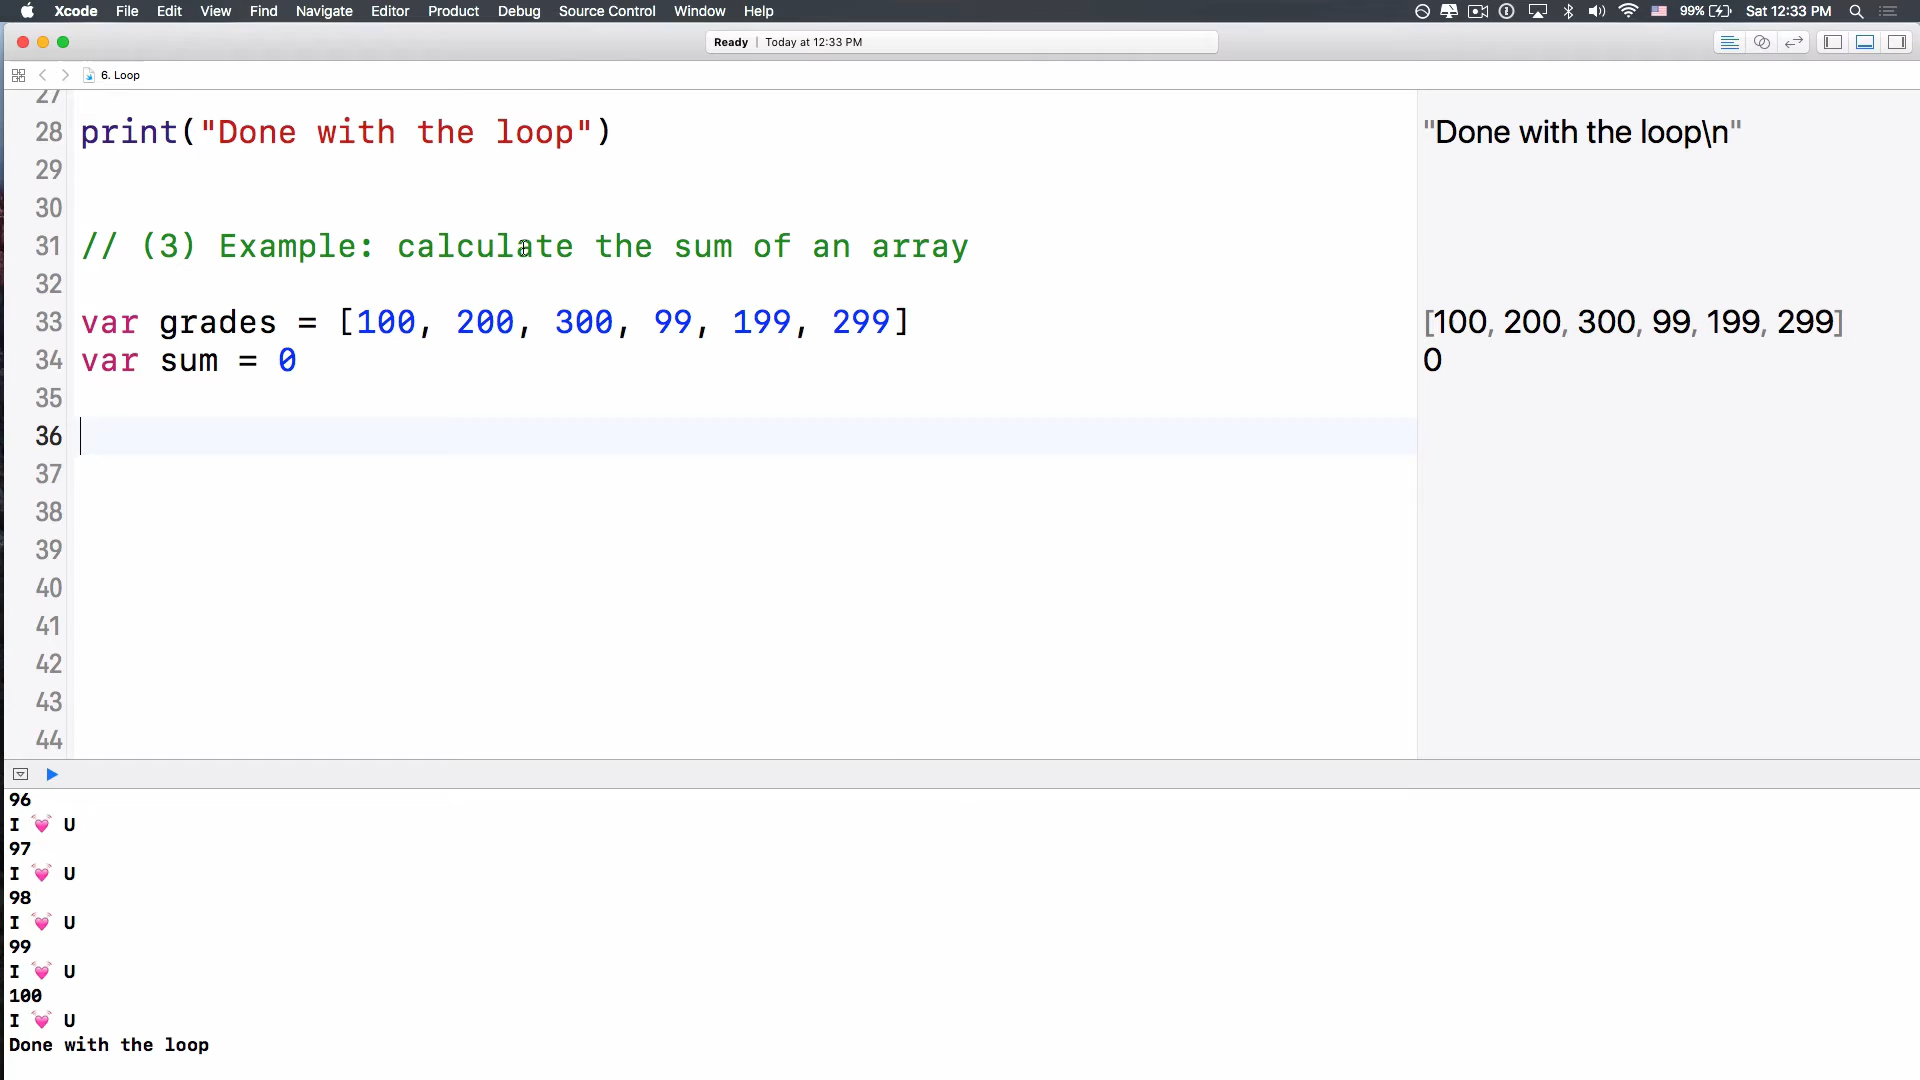 Xcode File Edit View Find Navigate Editor Product Debug Source Control Window Help 99% Sat 12:33 PM
Ready | Today at 12:33 PM
6. Loop
27
28 print("Done with the loop") "Done with the loop\n"
29
30
31 // (3) Example: calculate the sum of an array
32
33 var grades = [100, 200, 300, 99, 199, 299] [100, 200, 300, 99, 199, 299]
34 var sum = 0 0
35
36
37
38
39
40
41
42
43
44
96
I 💓 U
97
I 💓 U
98
I 💓 U
99
I 💓 U
100
I 💓 U
Done with the loop